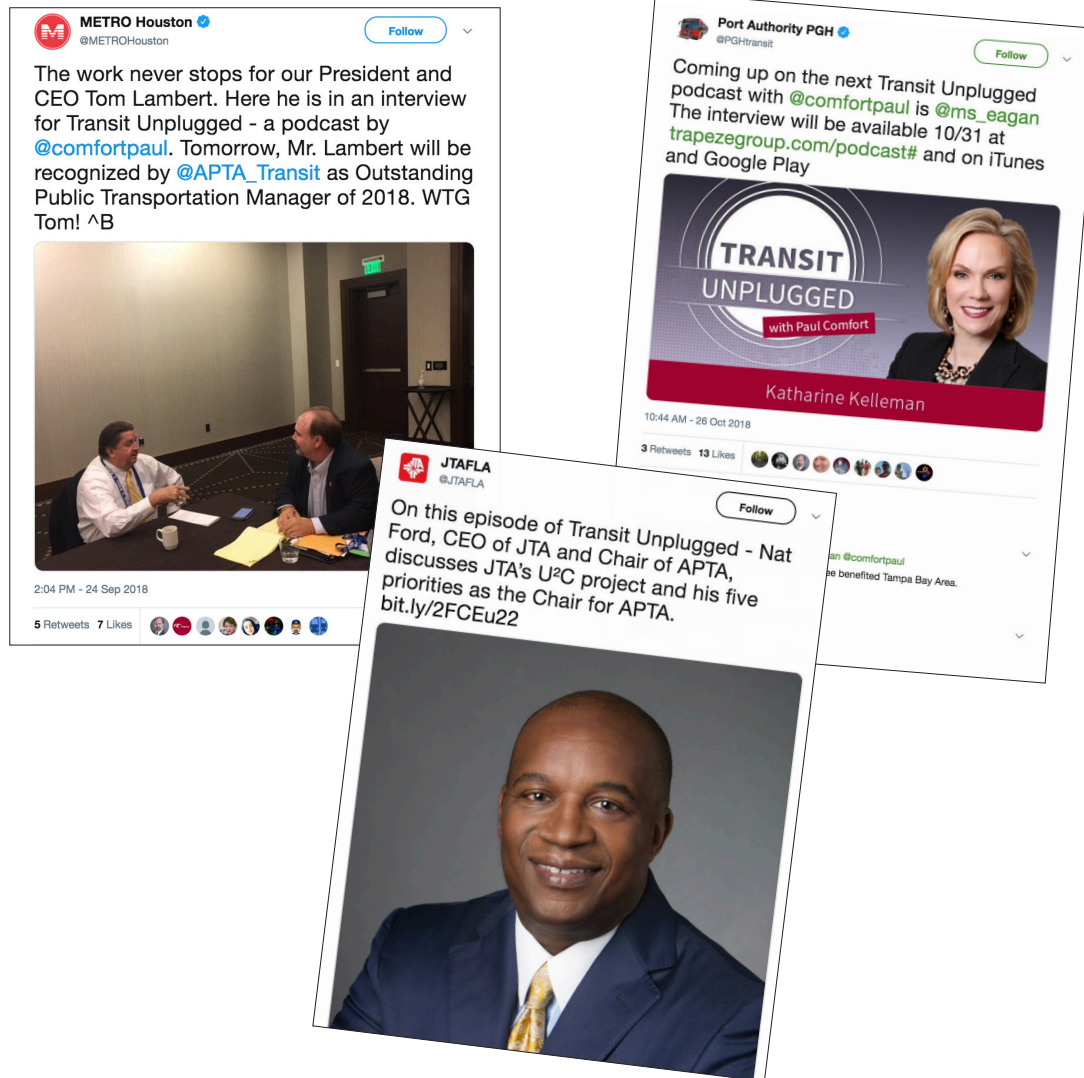 METRO Houston
@METROHouston
Follow
The work never stops for our President and
CEO Tom Lambert. Here he is in an interview
for Transit Unplugged - a podcast by
@comfortpaul. Tomorrow, Mr. Lambert will be
recognized by @APTA_Transit as Outstanding
Public Transportation Manager of 2018. WTG
Tom! ^B
2:04 PM - 24 Sep 2018
5 Retweets 7 Likes
Port Authority PGH
@PGHtransit
Follow
Coming up on the next Transit Unplugged
podcast with @comfortpaul is @ms_eagan
The interview will be available 10/31 at
trapezegroup.com/podcast# and on iTunes
and Google Play
TRANSIT
UNPLUGGED
with Paul Comfort
Katharine Kelleman
10:44 AM - 26 Oct 2018
3 Retweets 13 Likes
an @comfortpaul
ee benefited Tampa Bay Area.
JTAFLA
@JTAFLA
Follow
On this episode of Transit Unplugged - Nat
Ford, CEO of JTA and Chair of APTA,
discusses JTA's U²C project and his five
priorities as the Chair for APTA.
bit.ly/2FCEu22